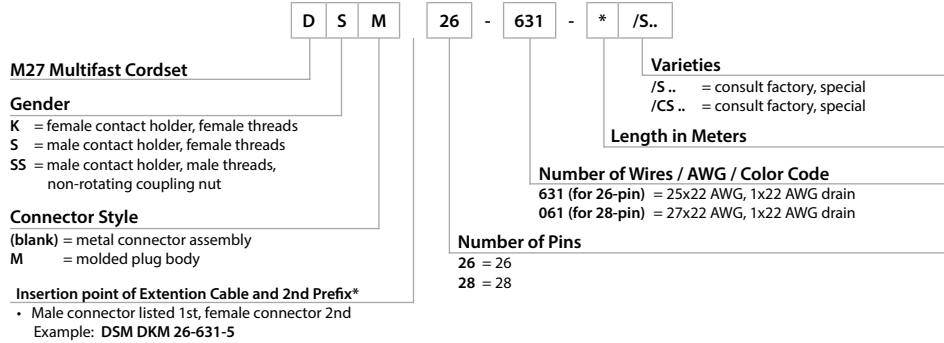 D S M 26 - 631 - * /S..
M27 Multifast Cordset
Gender
K = female contact holder, female threads
S = male contact holder, female threads
SS = male contact holder, male threads,
non-rotating coupling nut
Connector Style
(blank) = metal connector assembly
M = molded plug body
Insertion point of Extention Cable and 2nd Prefix*
• Male connector listed 1st, female connector 2nd
Example: DSM DKM 26-631-5
Varieties
/S .. = consult factory, special
/CS .. = consult factory, special
Length in Meters
Number of Wires / AWG / Color Code
631 (for 26-pin) = 25x22 AWG, 1x22 AWG drain
061 (for 28-pin) = 27x22 AWG, 1x22 AWG drain
Number of Pins
26 = 26
28 = 28